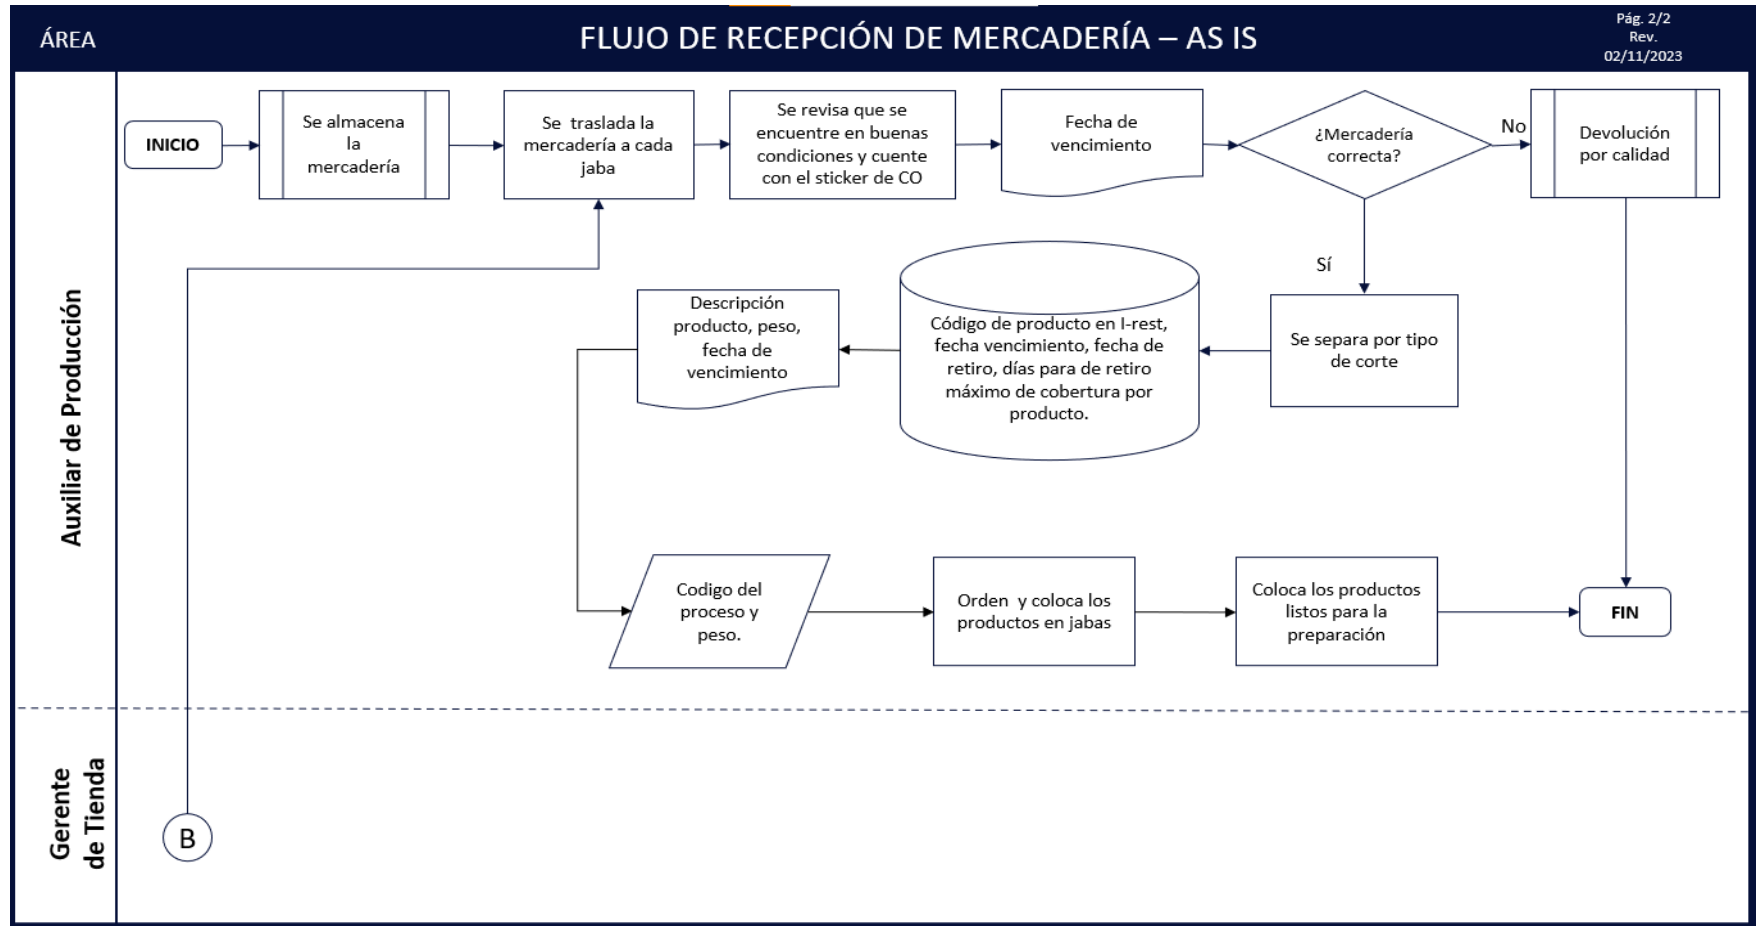 ÁREA
FLUJO DE RECEPCIÓN DE MERCADERÍA – AS IS
Pág. 2/2
Rev.
02/11/2023
Auxiliar de Producción
INICIO
Se almacena
la
mercadería
Se traslada la
mercadería a cada
jaba
Se revisa que se
encuentre en buenas
condiciones y cuente
con el sticker de CO
Fecha de
vencimiento
¿Mercadería
correcta?
No
Devolución
por calidad
Sí
Se separa por tipo
de corte
Código de producto en I-rest,
fecha vencimiento, fecha de
retiro, días para de retiro
máximo de cobertura por
producto.
Descripción
producto, peso,
fecha de
vencimiento
Codigo del
proceso y
peso.
Orden y coloca los
productos en jabas
Coloca los productos
listos para la
preparación
FIN
Gerente
de Tienda
B